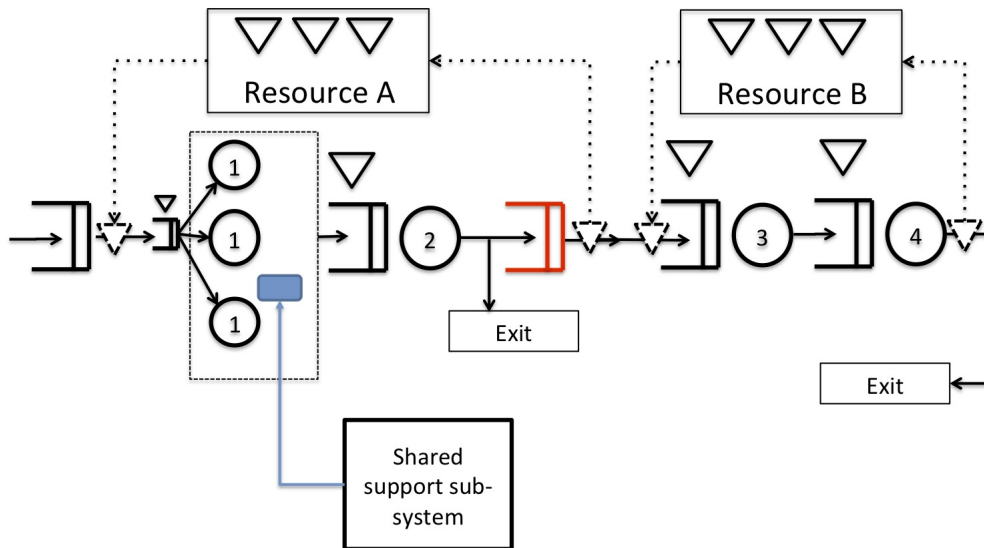 Resource A
Resource B
1
1
2
3
4
1
Exit
Exit
Shared
support sub-
system